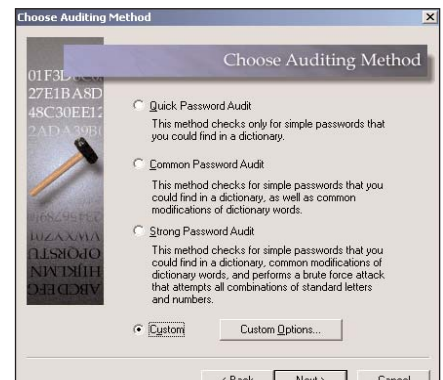 Choose Auditing Method
Choose Auditing Method
01F3D
27E1BA8D
48C30EE12
2ADA39B
Quick Password Audit
This method checks only for simple passwords that
you could find in a dictionary.
Common Password Audit
This method checks for simple passwords that you
could find in a dictionary, as well as common
modifications of dictionary words.
Strong Password Audit
This method checks for simple passwords that you
could find in a dictionary, common modifications of
dictionary words, and performs a brute force attack
that attempts all combinations of standard letters
and numbers.
Custom
Custom Options...
< Back
Next >
Cancel